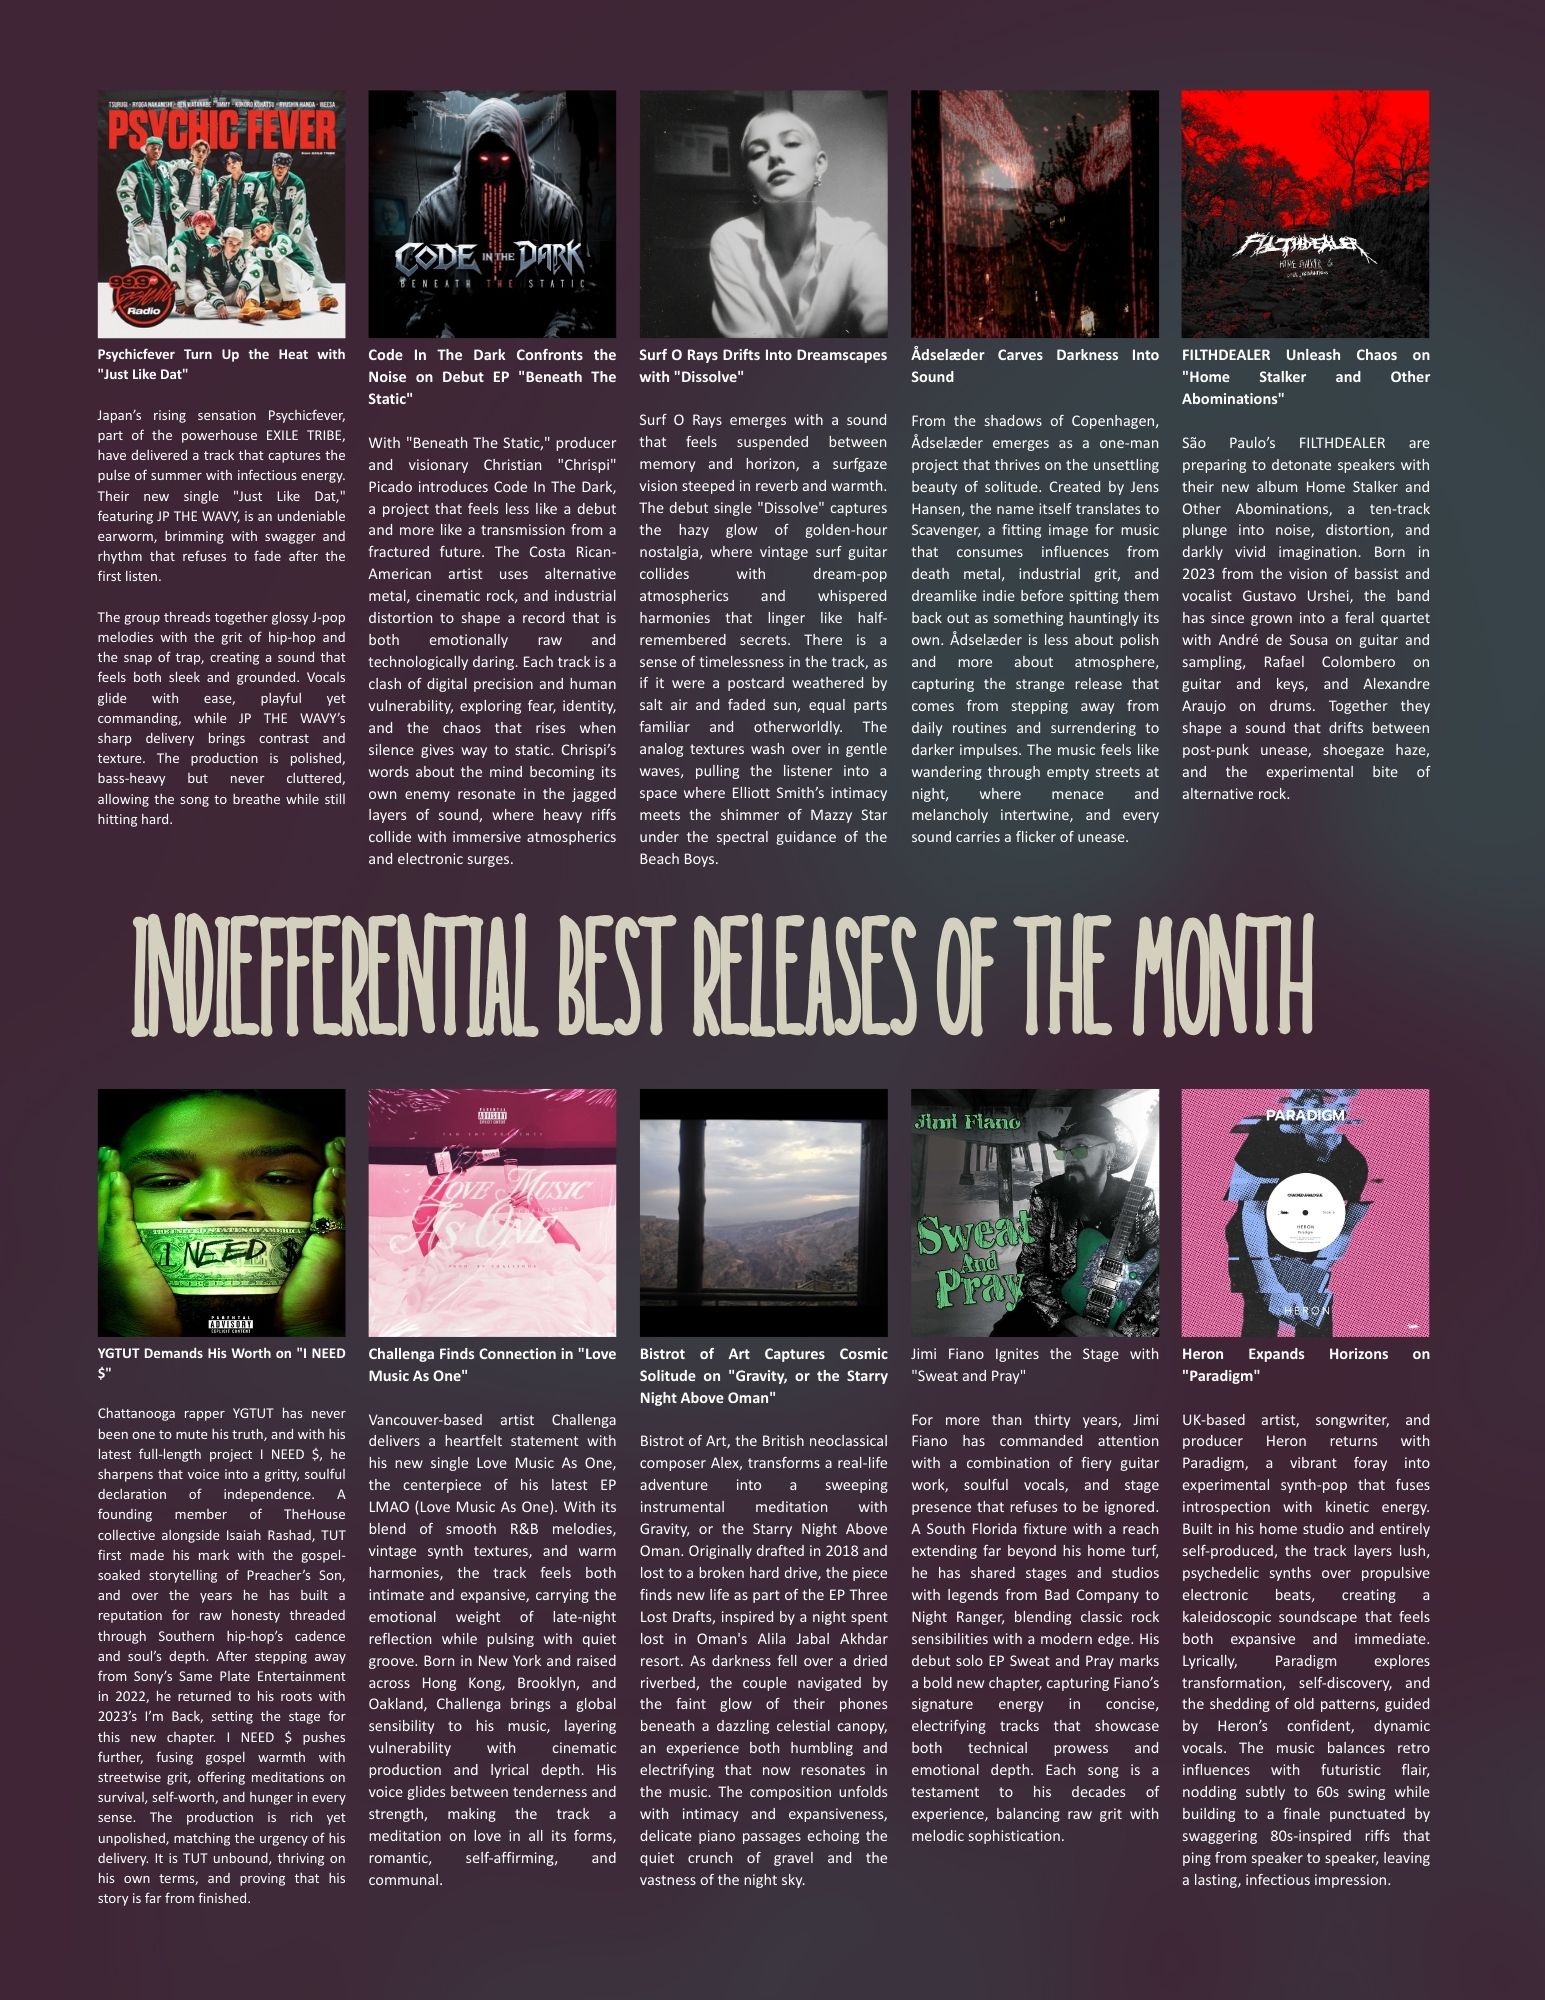 TSURUGI · RYOGA NAKANISHI · REN WATANABE · JIMMY · KOKORO KOHATSU · RYUSHIN HANDA · WEESA
PSYCHIC FEVER
99.9
Radio
Psychicfever Turn Up the Heat with
"Just Like Dat"
Japan’s rising sensation Psychicfever,
part of the powerhouse EXILE TRIBE,
have delivered a track that captures the
pulse of summer with infectious energy.
Their new single "Just Like Dat,"
featuring JP THE WAVY, is an undeniable
earworm, brimming with swagger and
rhythm that refuses to fade after the
first listen.
The group threads together glossy J-pop
melodies with the grit of hip-hop and
the snap of trap, creating a sound that
feels both sleek and grounded. Vocals
glide with ease, playful yet
commanding, while JP THE WAVY’s
sharp delivery brings contrast and
texture. The production is polished,
bass-heavy but never cluttered,
allowing the song to breathe while still
hitting hard.
CODE IN THE DARK
BENEATH THE STATIC
Code In The Dark Confronts the
Noise on Debut EP "Beneath The
Static"
With "Beneath The Static," producer
and visionary Christian "Chrispi"
Picado introduces Code In The Dark,
a project that feels less like a debut
and more like a transmission from a
fractured future. The Costa Rican-
American artist uses alternative
metal, cinematic rock, and industrial
distortion to shape a record that is
both emotionally raw and
technologically daring. Each track is a
clash of digital precision and human
vulnerability, exploring fear, identity,
and the chaos that rises when
silence gives way to static. Chrispi’s
words about the mind becoming its
own enemy resonate in the jagged
layers of sound, where heavy riffs
collide with immersive atmospherics
and electronic surges.
Surf O Rays Drifts Into Dreamscapes
with "Dissolve"
Surf O Rays emerges with a sound
that feels suspended between
memory and horizon, a surfgaze
vision steeped in reverb and warmth.
The debut single "Dissolve" captures
the hazy glow of golden-hour
nostalgia, where vintage surf guitar
collides with dream-pop
atmospherics and whispered
harmonies that linger like half-
remembered secrets. There is a
sense of timelessness in the track, as
if it were a postcard weathered by
salt air and faded sun, equal parts
familiar and otherworldly. The
analog textures wash over in gentle
waves, pulling the listener into a
space where Elliott Smith’s intimacy
meets the shimmer of Mazzy Star
under the spectral guidance of the
Beach Boys.
Ådselæder Carves Darkness Into
Sound
From the shadows of Copenhagen,
Ådselæder emerges as a one-man
project that thrives on the unsettling
beauty of solitude. Created by Jens
Hansen, the name itself translates to
Scavenger, a fitting image for music
that consumes influences from
death metal, industrial grit, and
dreamlike indie before spitting them
back out as something hauntingly its
own. Ådselæder is less about polish
and more about atmosphere,
capturing the strange release that
comes from stepping away from
daily routines and surrendering to
darker impulses. The music feels like
wandering through empty streets at
night, where menace and
melancholy intertwine, and every
sound carries a flicker of unease.
FILTHDEALER
HOME STALKER &
OTHER ABOMINATIONS
FILTHDEALER Unleash Chaos on
"Home Stalker and Other
Abominations"
São Paulo’s FILTHDEALER are
preparing to detonate speakers with
their new album Home Stalker and
Other Abominations, a ten-track
plunge into noise, distortion, and
darkly vivid imagination. Born in
2023 from the vision of bassist and
vocalist Gustavo Urshei, the band
has since grown into a feral quartet
with André de Sousa on guitar and
sampling, Rafael Colombero on
guitar and keys, and Alexandre
Araujo on drums. Together they
shape a sound that drifts between
post-punk unease, shoegaze haze,
and the experimental bite of
alternative rock.
INDIEFFERENTIAL BEST RELEASES OF THE MONTH
THE UNITED STATES OF AMERICA
I NEED $
PARENTAL
ADVISORY
EXPLICIT CONTENT
YGTUT Demands His Worth on "I NEED
$"
Chattanooga rapper YGTUT has never
been one to mute his truth, and with his
latest full-length project I NEED $, he
sharpens that voice into a gritty, soulful
declaration of independence. A
founding member of TheHouse
collective alongside Isaiah Rashad, TUT
first made his mark with the gospel-
soaked storytelling of Preacher’s Son,
and over the years he has built a
reputation for raw honesty threaded
through Southern hip-hop’s cadence
and soul’s depth. After stepping away
from Sony’s Same Plate Entertainment
in 2022, he returned to his roots with
2023’s I’m Back, setting the stage for
this new chapter. I NEED $ pushes
further, fusing gospel warmth with
streetwise grit, offering meditations on
survival, self-worth, and hunger in every
sense. The production is rich yet
unpolished, matching the urgency of his
delivery. It is TUT unbound, thriving on
his own terms, and proving that his
story is far from finished.
PARENTAL
ADVISORY
EXPLICIT CONTENT
LOVE MUSIC
AS ONE
Challenga Finds Connection in "Love
Music As One"
Vancouver-based artist Challenga
delivers a heartfelt statement with
his new single Love Music As One,
the centerpiece of his latest EP
LMAO (Love Music As One). With its
blend of smooth R&B melodies,
vintage synth textures, and warm
harmonies, the track feels both
intimate and expansive, carrying the
emotional weight of late-night
reflection while pulsing with quiet
groove. Born in New York and raised
across Hong Kong, Brooklyn, and
Oakland, Challenga brings a global
sensibility to his music, layering
vulnerability with cinematic
production and lyrical depth. His
voice glides between tenderness and
strength, making the track a
meditation on love in all its forms,
romantic, self-affirming, and
communal.
Bistrot of Art Captures Cosmic
Solitude on "Gravity, or the Starry
Night Above Oman"
Bistrot of Art, the British neoclassical
composer Alex, transforms a real-life
adventure into a sweeping
instrumental meditation with
Gravity, or the Starry Night Above
Oman. Originally drafted in 2018 and
lost to a broken hard drive, the piece
finds new life as part of the EP Three
Lost Drafts, inspired by a night spent
lost in Oman's Alila Jabal Akhdar
resort. As darkness fell over a dried
riverbed, the couple navigated by
the faint glow of their phones
beneath a dazzling celestial canopy,
an experience both humbling and
electrifying that now resonates in
the music. The composition unfolds
with intimacy and expansiveness,
delicate piano passages echoing the
quiet crunch of gravel and the
vastness of the night sky.
Jimi Fiano
Sweat
And
Pray
Jimi Fiano Ignites the Stage with
"Sweat and Pray"
For more than thirty years, Jimi
Fiano has commanded attention
with a combination of fiery guitar
work, soulful vocals, and stage
presence that refuses to be ignored.
A South Florida fixture with a reach
extending far beyond his home turf,
he has shared stages and studios
with legends from Bad Company to
Night Ranger, blending classic rock
sensibilities with a modern edge. His
debut solo EP Sweat and Pray marks
a bold new chapter, capturing Fiano’s
signature energy in concise,
electrifying tracks that showcase
both technical prowess and
emotional depth. Each song is a
testament to his decades of
experience, balancing raw grit with
melodic sophistication.
PARADIGM
HERON
Paradigm
HERON
Heron Expands Horizons on
"Paradigm"
UK-based artist, songwriter, and
producer Heron returns with
Paradigm, a vibrant foray into
experimental synth-pop that fuses
introspection with kinetic energy.
Built in his home studio and entirely
self-produced, the track layers lush,
psychedelic synths over propulsive
electronic beats, creating a
kaleidoscopic soundscape that feels
both expansive and immediate.
Lyrically, Paradigm explores
transformation, self-discovery, and
the shedding of old patterns, guided
by Heron’s confident, dynamic
vocals. The music balances retro
influences with futuristic flair,
nodding subtly to 60s swing while
building to a finale punctuated by
swaggering 80s-inspired riffs that
ping from speaker to speaker, leaving
a lasting, infectious impression.